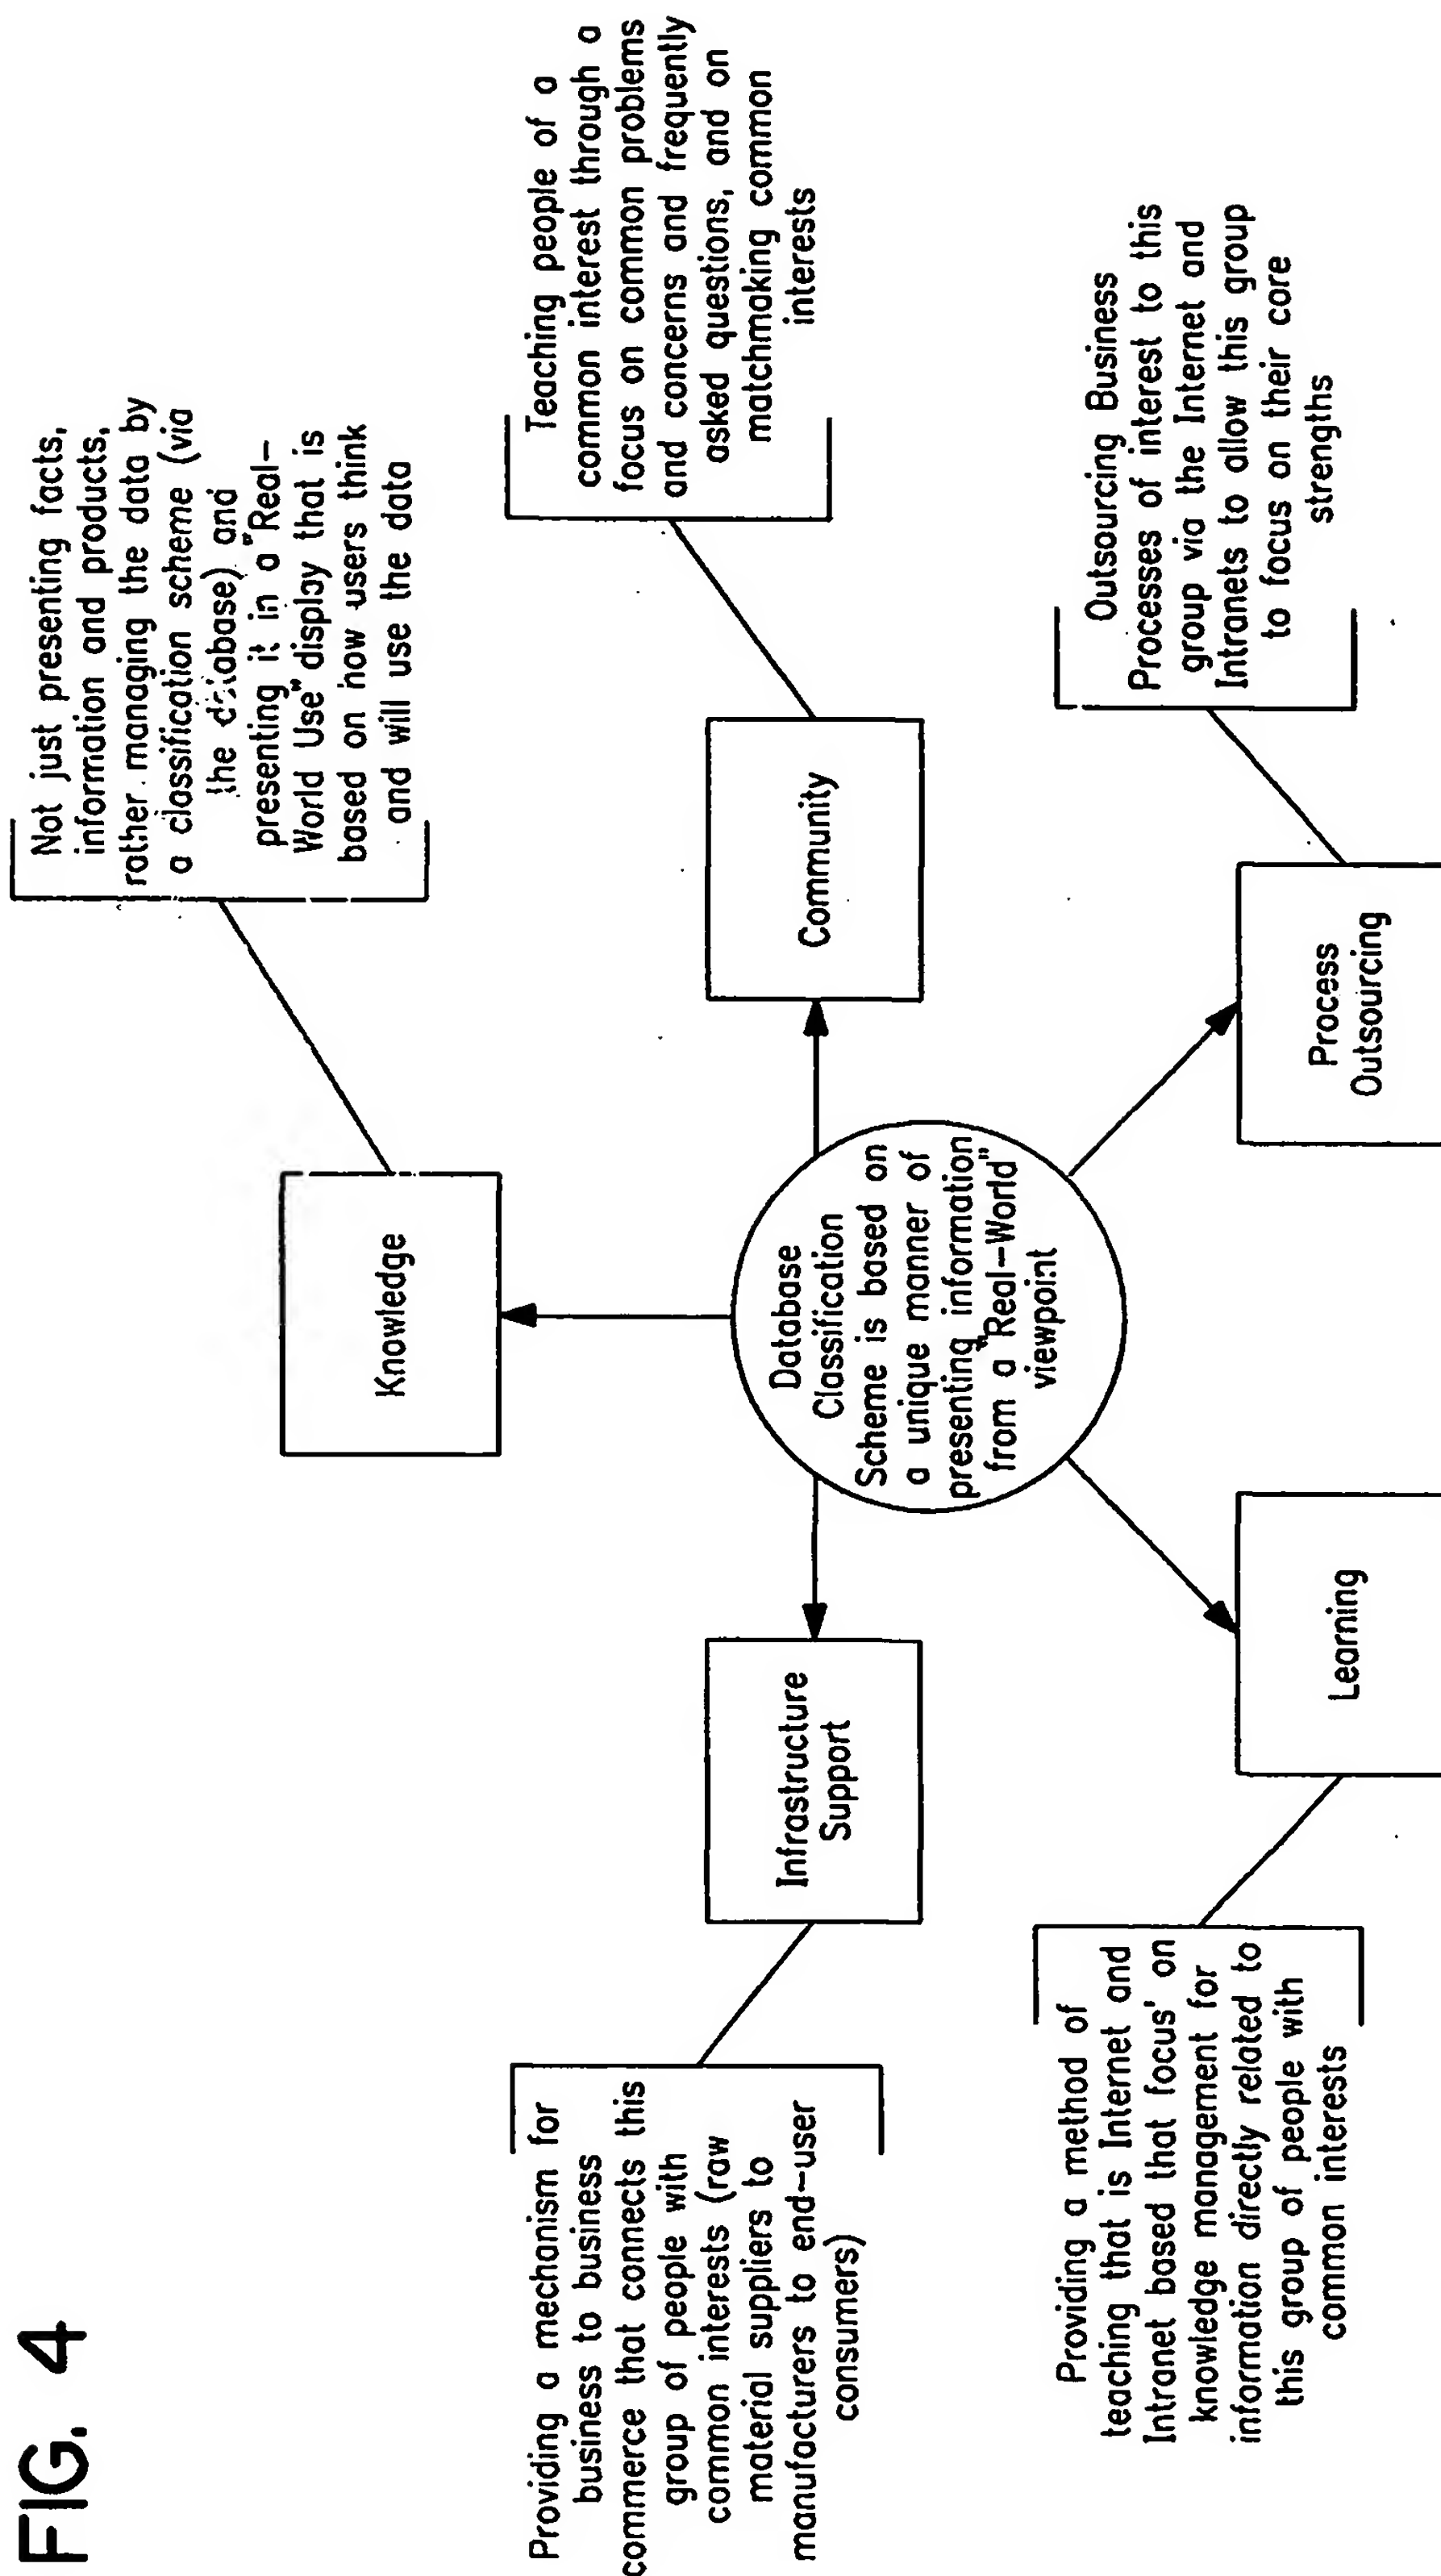 FIG. 4
Not just presenting facts,
information and products,
rather managing the data by
a classification scheme (via
the database) and
presenting it in a "Real-
World Use" display that is
based on how users think
and will use the data
Knowledge
Providing a mechanism for
business to business
commerce that connects this
group of people with
common interests (raw
material suppliers to
manufacturers to end-user
consumers)
Infrastructure
Support
Community
Teaching people of a
common interest through a
focus on common problems
and concerns and frequently
asked questions, and on
matchmaking common
interests
Database
Classification
Scheme is based on
a unique manner of
presenting information
from a "Real-World"
viewpoint
Providing a method of
teaching that is Internet and
Intranet based that focus' on
knowledge management for
information directly related to
this group of people with
common interests
Learning
Process
Outsourcing
Outsourcing Business
Processes of interest to this
group via the Internet and
Intranets to allow this group
to focus on their core
strengths